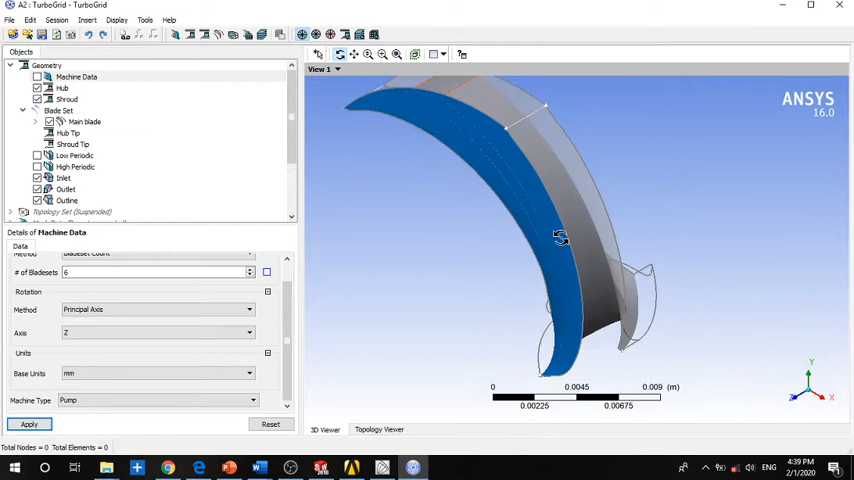 A2 : TurboGrid - TurboGrid
File Edit Session Insert Display Tools Help
Objects
View 1
Geometry
Machine Data
Hub
Shroud
Blade Set
Main blade
Hub Tip
Shroud Tip
Low Periodic
High Periodic
Inlet
Outlet
Outline
Topology Set (Suspended)
ANSYS
16.0
Details of Machine Data
Data
Method Bladeset Count
# of Bladesets 6
Rotation
Method Principal Axis
Axis Z
Units
Base Units mm
Machine Type Pump
Apply Reset
0 0.0045 0.009 (m)
0.00225 0.00675
Y
Z X
3D Viewer Topology Viewer
Total Nodes = 0 Total Elements = 0
ENG
4:39 PM
2/1/2020